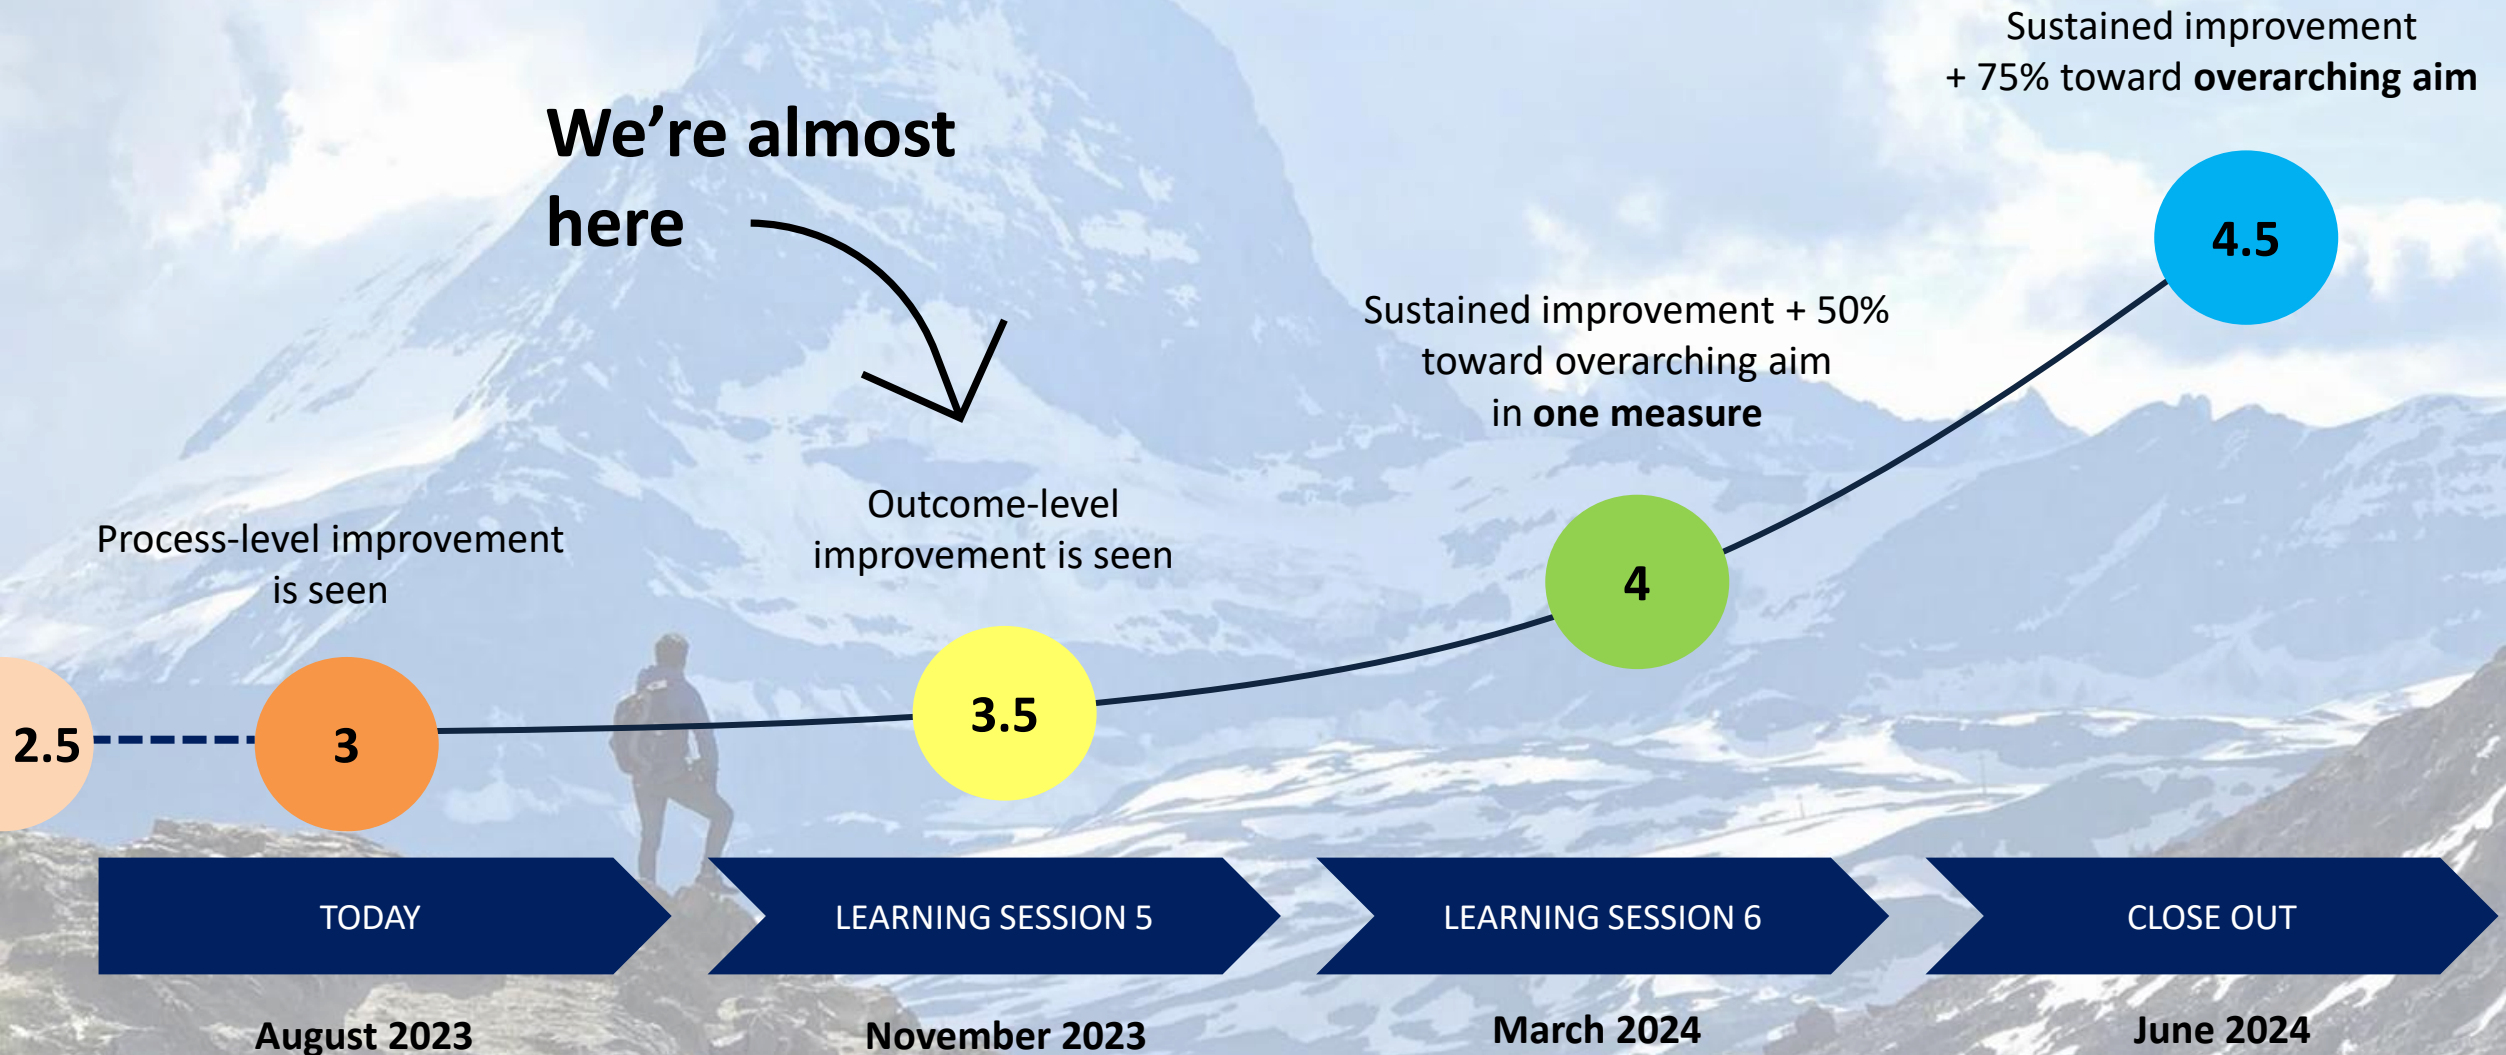 Sustained improvement
+ 75% toward overarching aim
We’re almost
here
4.5
Sustained improvement + 50%
toward overarching aim
in one measure
Outcome-level
improvement is seen
Process-level improvement
is seen
4
3.5
2.5
3
TODAY
LEARNING SESSION 5
LEARNING SESSION 6
CLOSE OUT
August 2023
November 2023
March 2024
June 2024